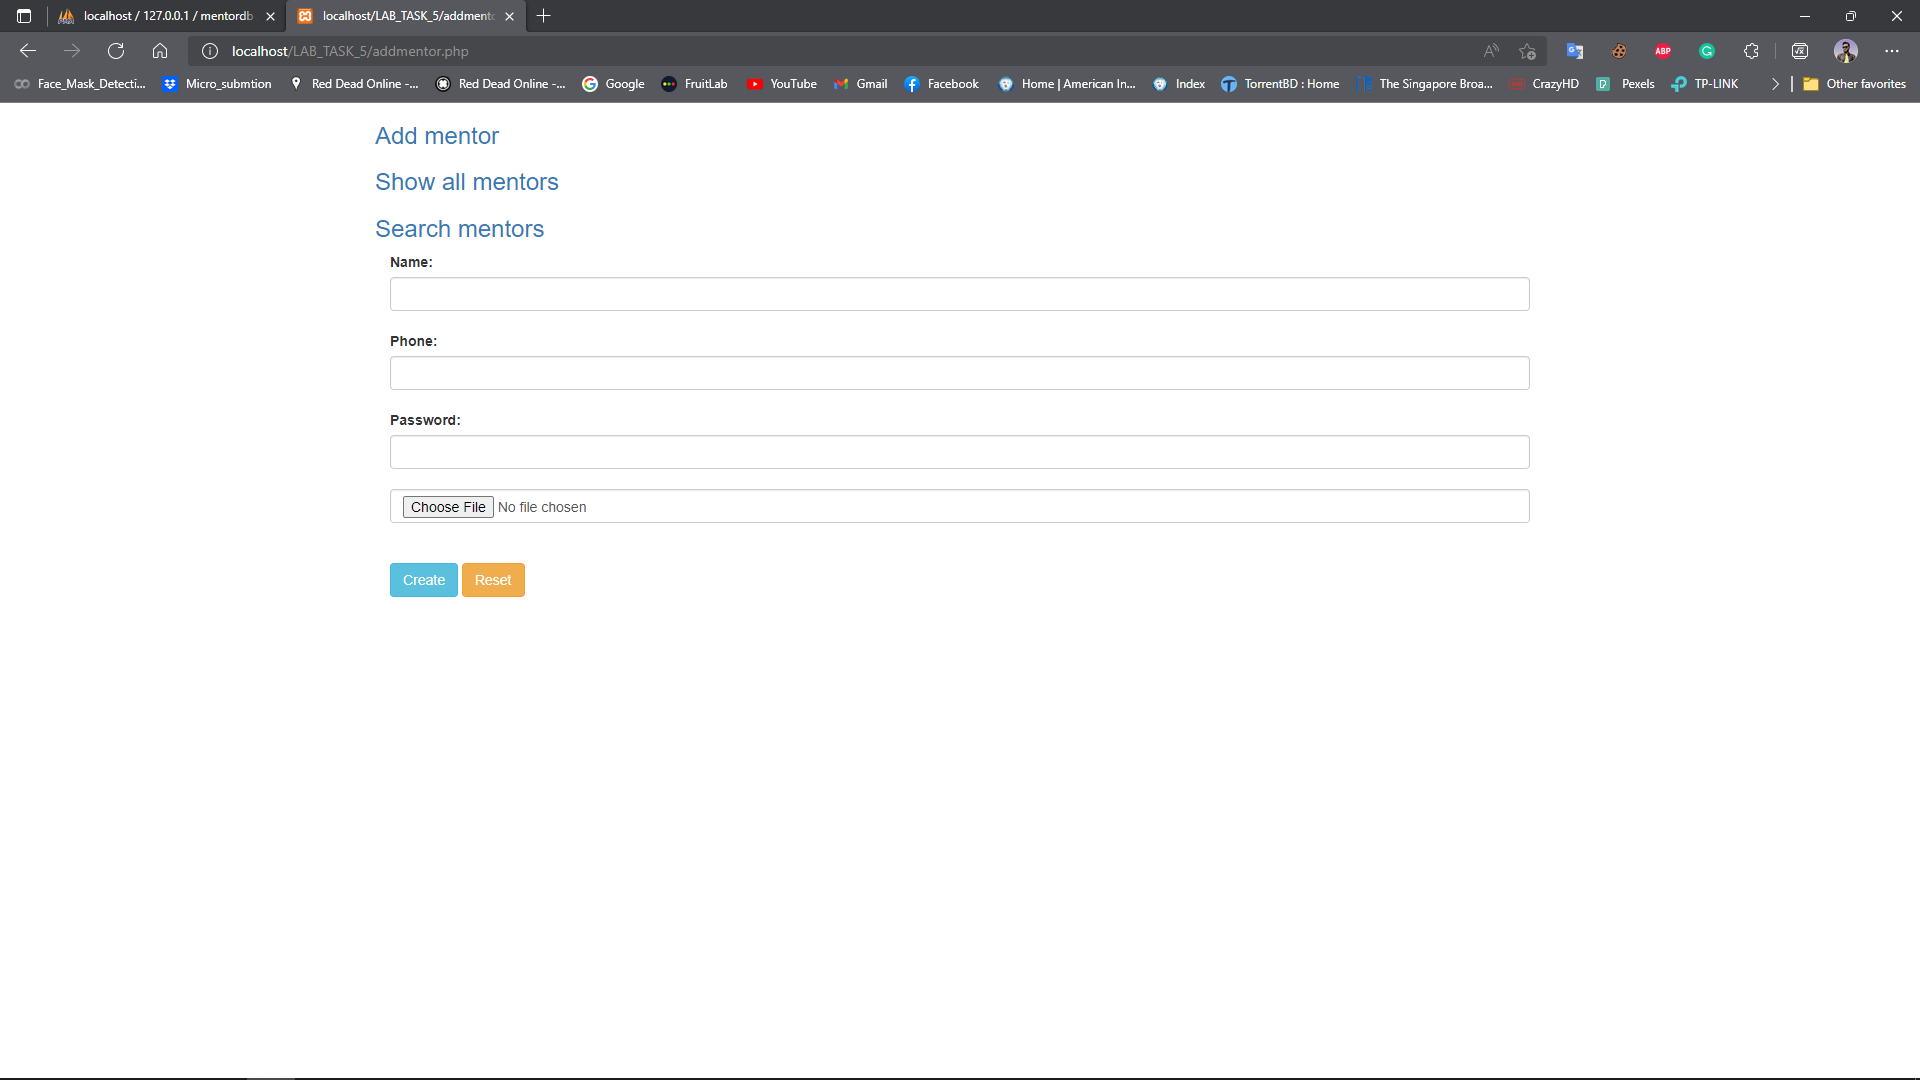 localhost / 127.0.0.1 / mentordb
localhost/LAB_TASK_5/addmento
localhost/LAB_TASK_5/addmentor.php
ABP
Face_Mask_Detecti...
Micro_submtion
Red Dead Online -...
Red Dead Online -...
Google
FruitLab
YouTube
Gmail
Facebook
Home | American In...
Index
TorrentBD : Home
The Singapore Broa...
CrazyHD
Pexels
TP-LINK
Other favorites
Add mentor
Show all mentors
Search mentors
Name:
Phone:
Password:
Choose File No file chosen
Create Reset